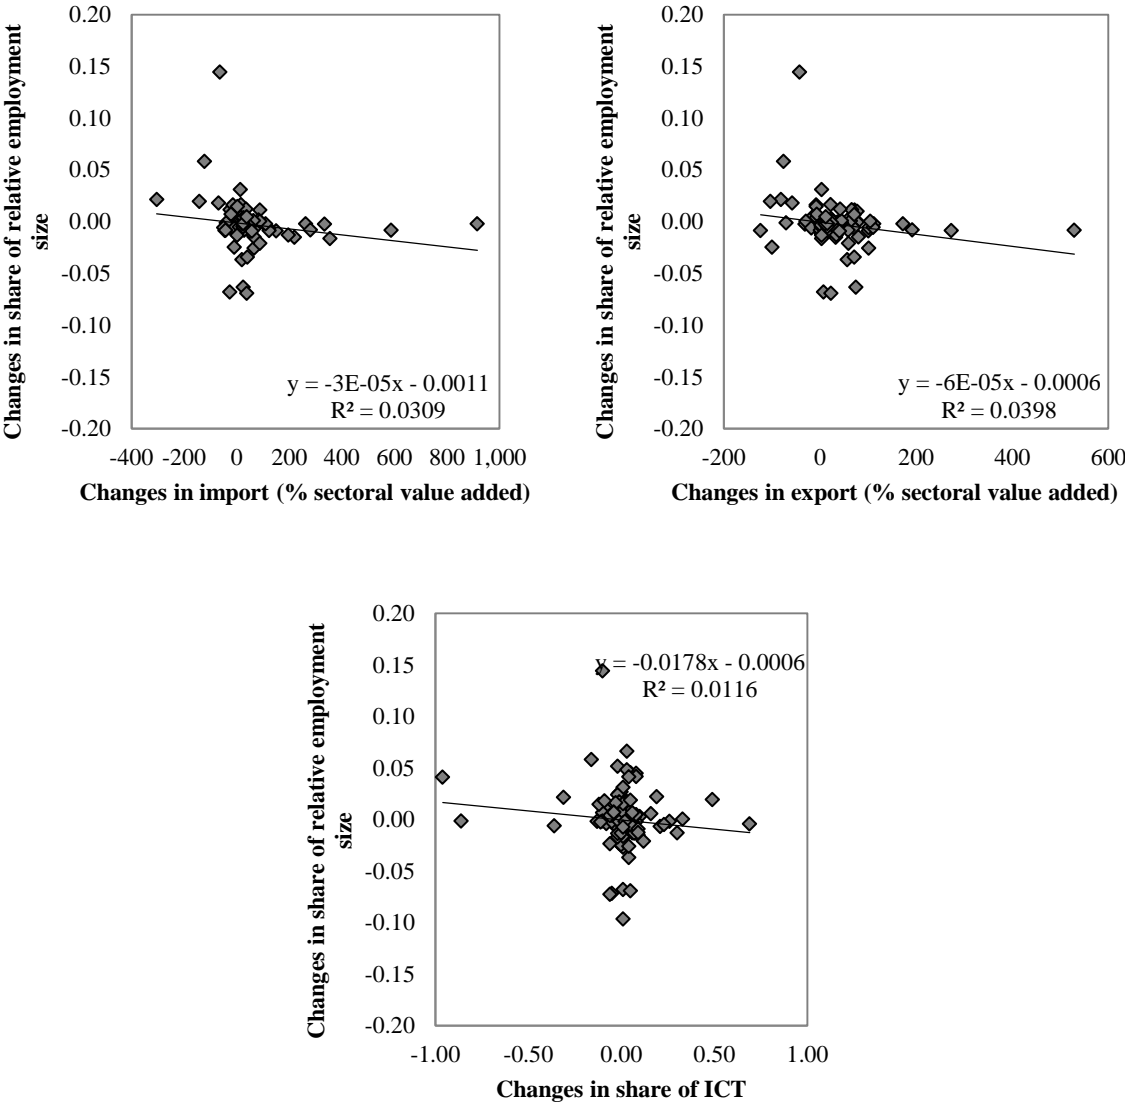 Changes in share of relative employment
size
0.20
0.15
0.10
0.05
0.00
-0.05
-0.10
-0.15
-0.20
y = -3E-05x - 0.0011
R² = 0.0309
-400 -200 0 200 400 600 800 1,000
Changes in import (% sectoral value added)
Changes in share of relative employment
size
0.20
0.15
0.10
0.05
0.00
-0.05
-0.10
-0.15
-0.20
y = -6E-05x - 0.0006
R² = 0.0398
-200 0 200 400 600
Changes in export (% sectoral value added)
Changes in share of relative employment
size
0.20
0.15
0.10
0.05
0.00
-0.05
-0.10
-0.15
-0.20
y = -0.0178x - 0.0006
R² = 0.0116
-1.00 -0.50 0.00 0.50 1.00
Changes in share of ICT